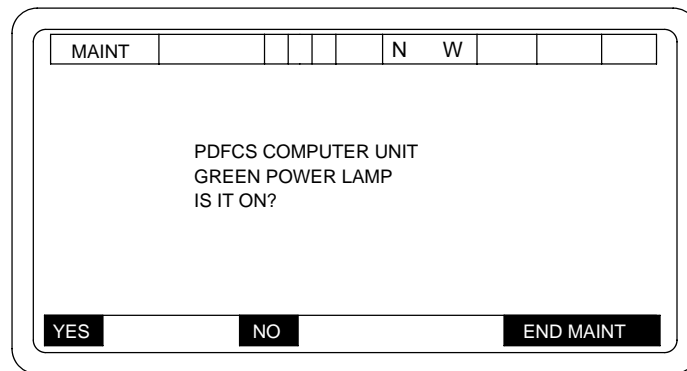 MAINT N W
PDFCS COMPUTER UNIT
GREEN POWER LAMP
IS IT ON?
YES NO END MAINT